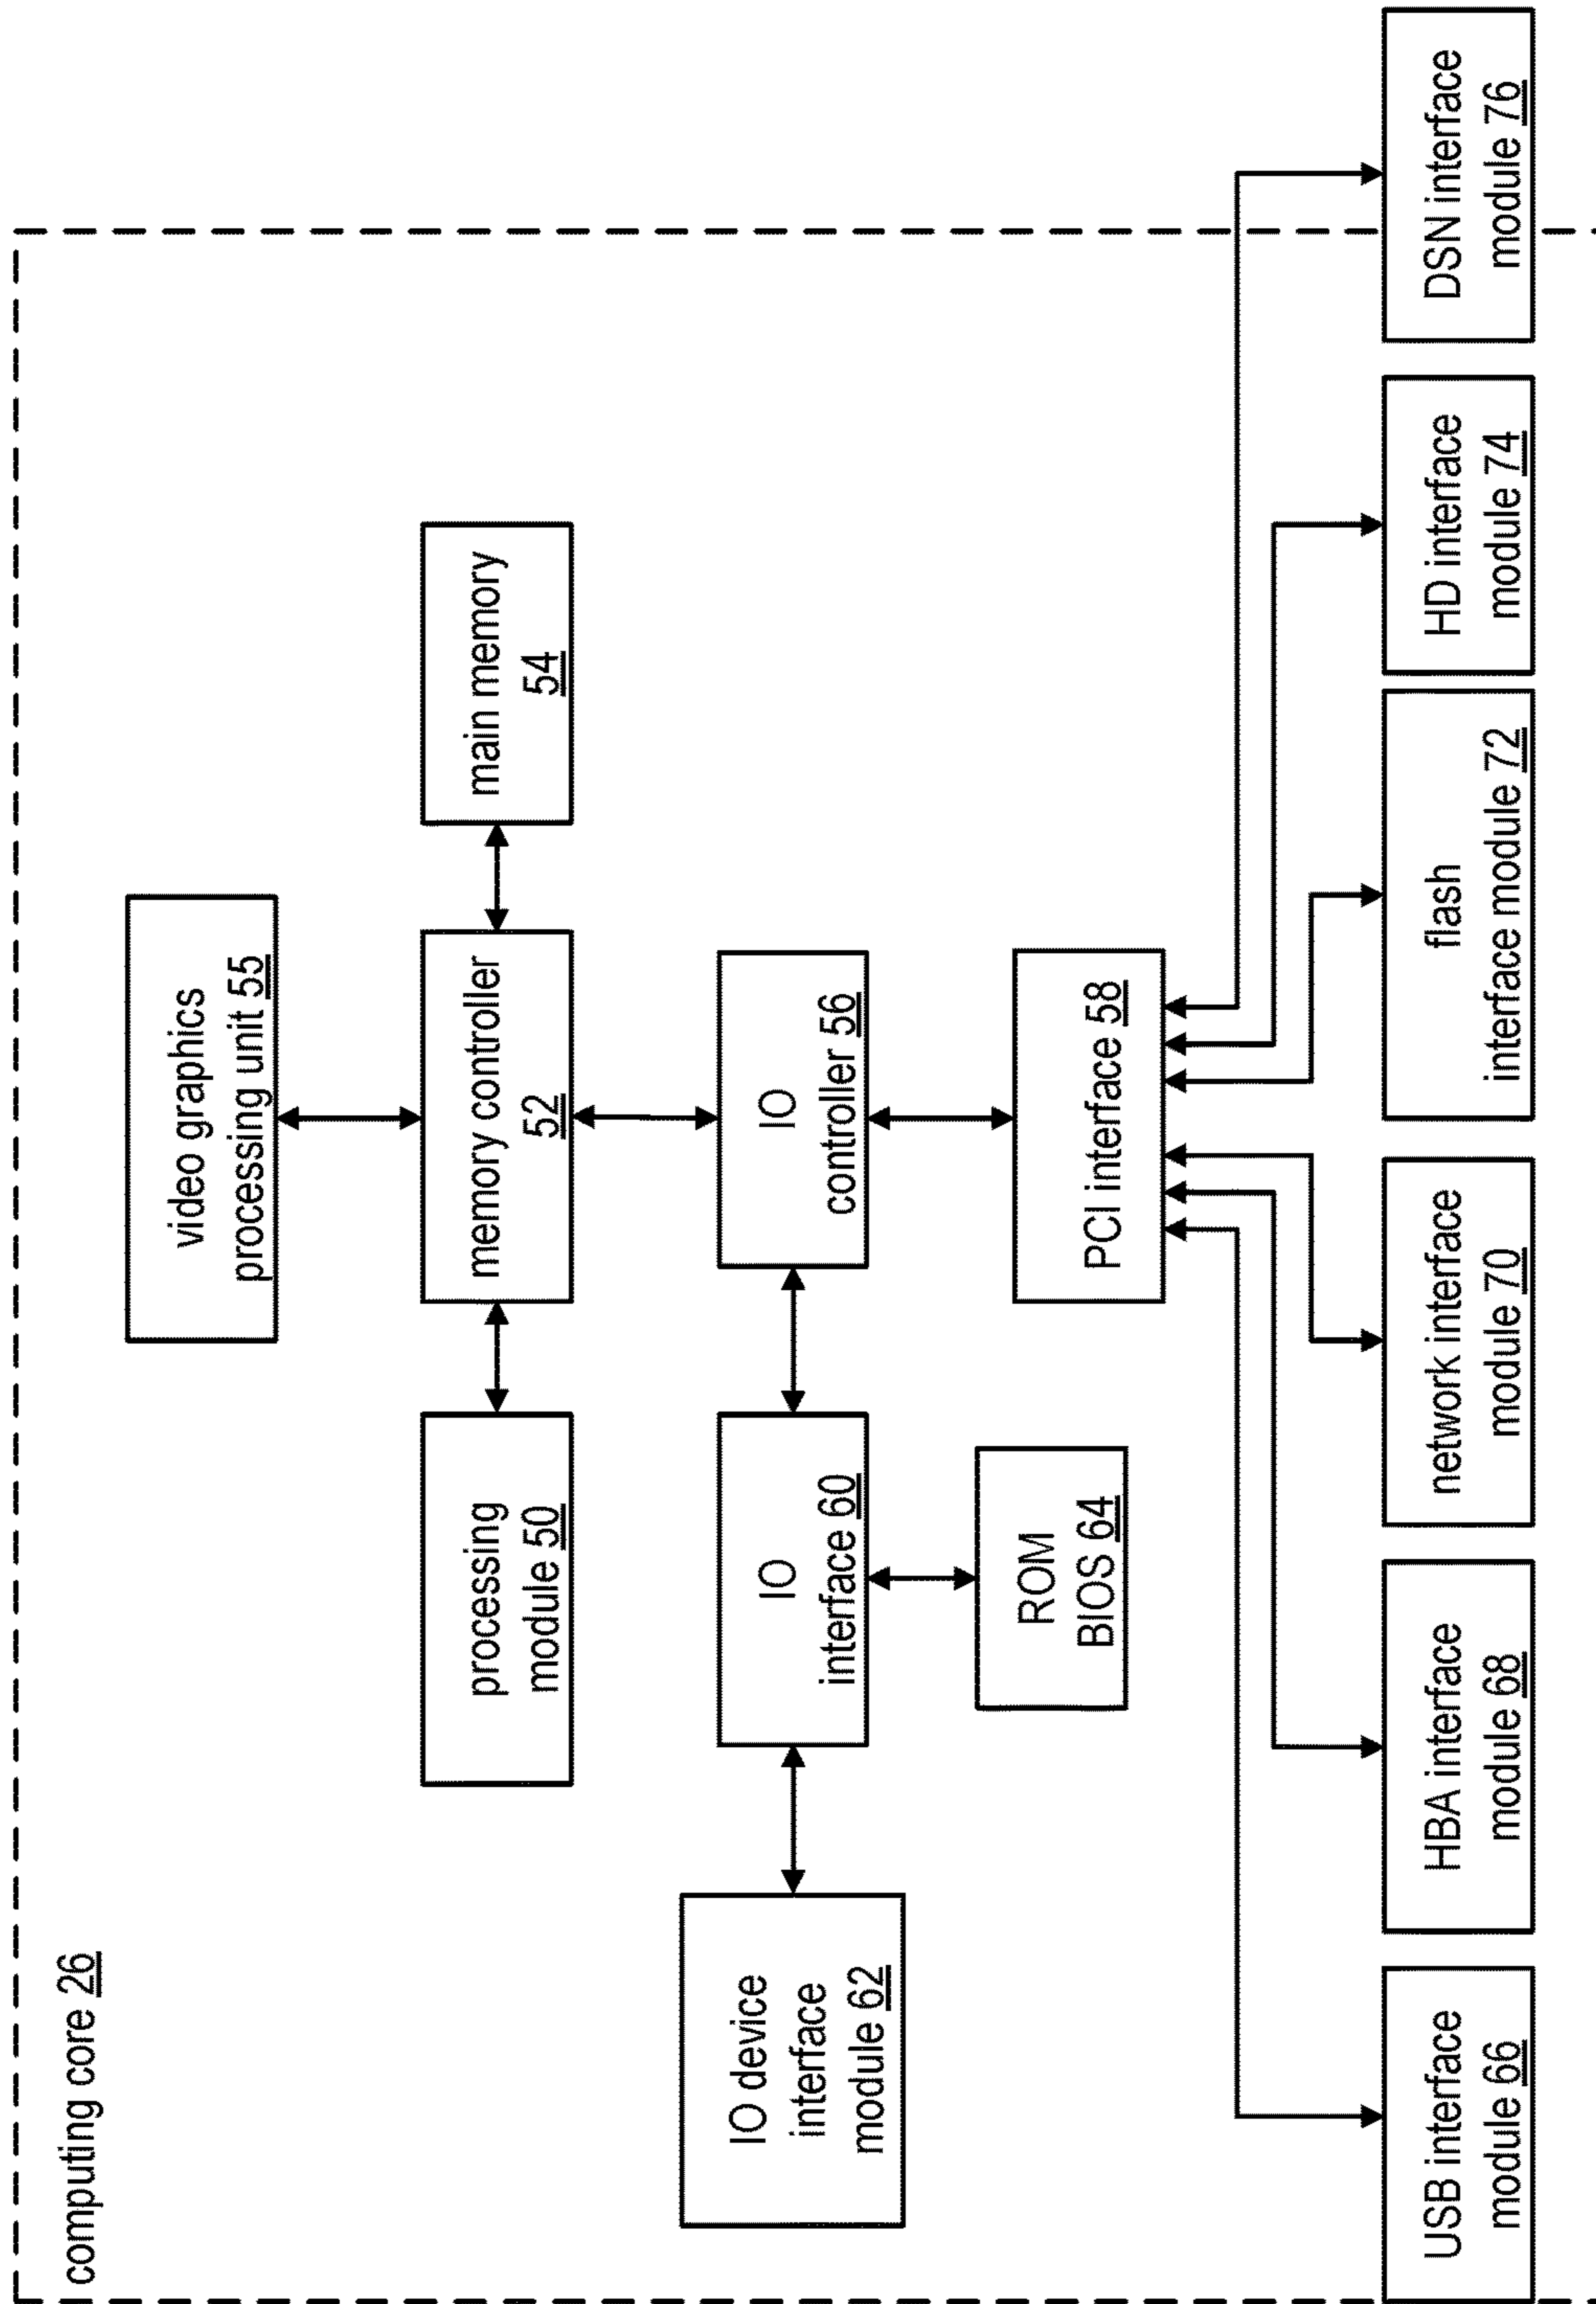 computing core 26
video graphics
processing unit 55
processing
module 50
memory controller
52
main memory
54
IO device
interface
module 62
IO
interface 60
IO
controller 56
ROM
BIOS 64
PCI interface 58
USB interface
module 66
HBA interface
module 68
network interface
module 70
flash
interface module 72
HD interface
module 74
DSN interface
module 76